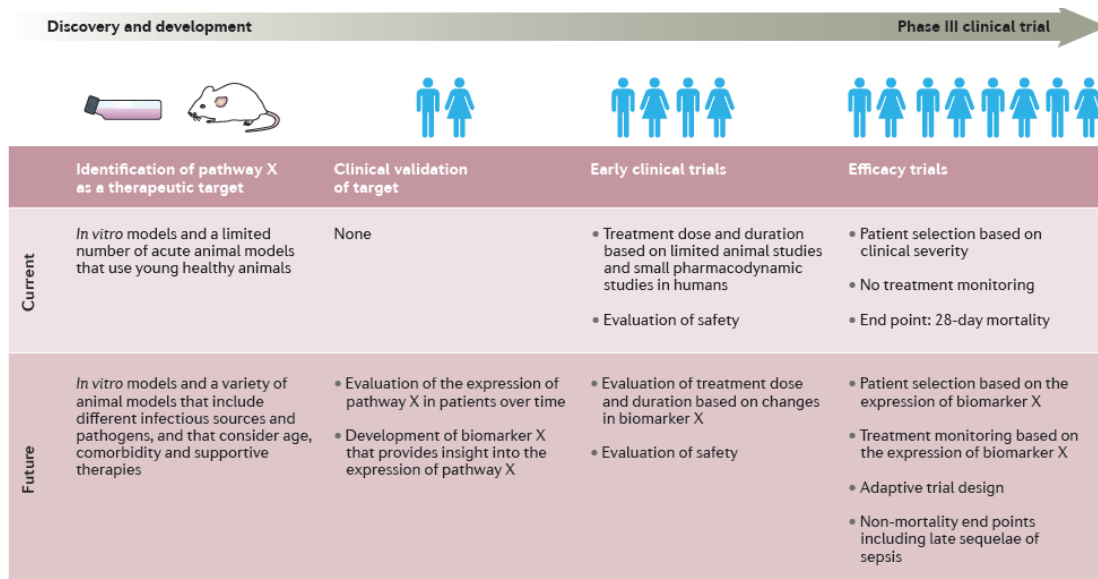 Discovery and development
Phase III clinical trial
Identification of pathway X
as a therapeutic target
Clinical validation
of target
Early clinical trials
Efficacy trials
Current
In vitro models and a limited
number of acute animal models
that use young healthy animals
None
• Treatment dose and duration
based on limited animal studies
and small pharmacodynamic
studies in humans
• Evaluation of safety
• Patient selection based on
clinical severity
• No treatment monitoring
• End point: 28-day mortality
Future
In vitro models and a variety of
animal models that include
different infectious sources and
pathogens, and that consider age,
comorbidity and supportive
therapies
• Evaluation of the expression of
pathway X in patients over time
• Development of biomarker X
that provides insight into the
expression of pathway X
• Evaluation of treatment dose
and duration based on changes
in biomarker X
• Evaluation of safety
• Patient selection based on the
expression of biomarker X
• Treatment monitoring based on
the expression of biomarker X
• Adaptive trial design
• Non-mortality end points
including late sequelae of
sepsis